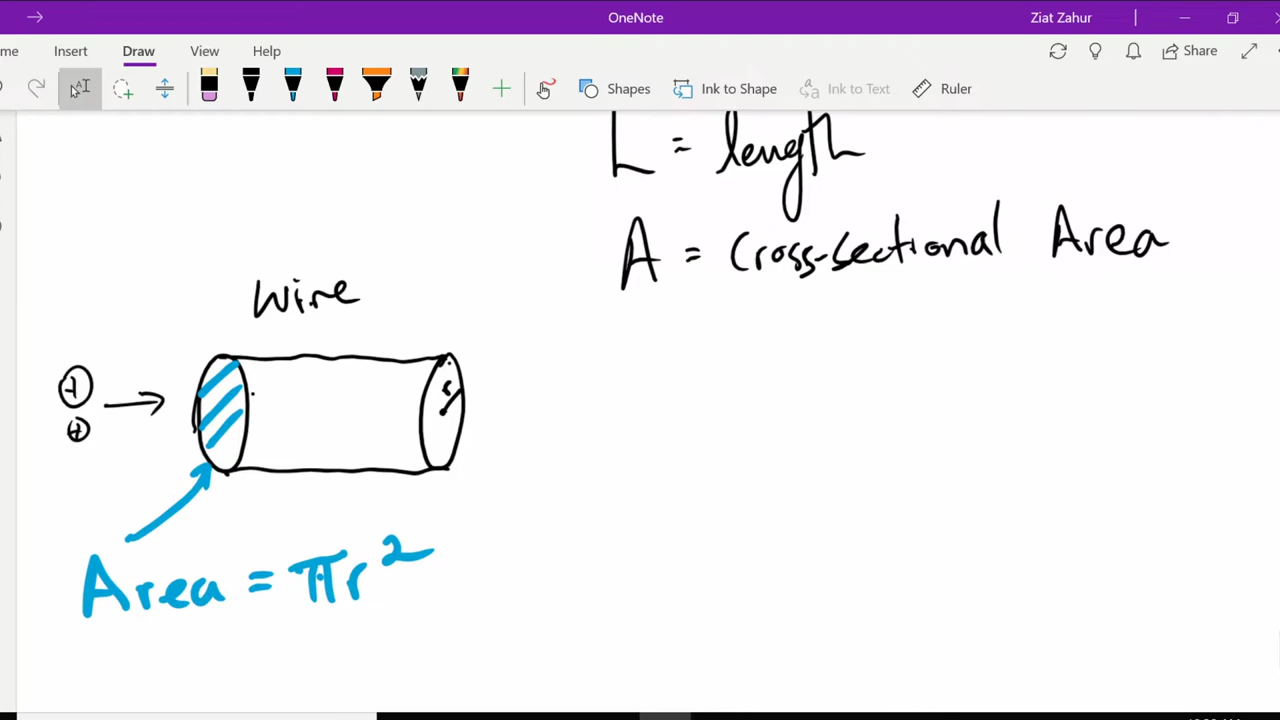 OneNote
Ziat Zahur
me Insert Draw View Help
Share
Shapes Ink to Shape Ink to Text Ruler
L = length
A = Cross-sectional Area
Wire
+
+
r
Area = πr²